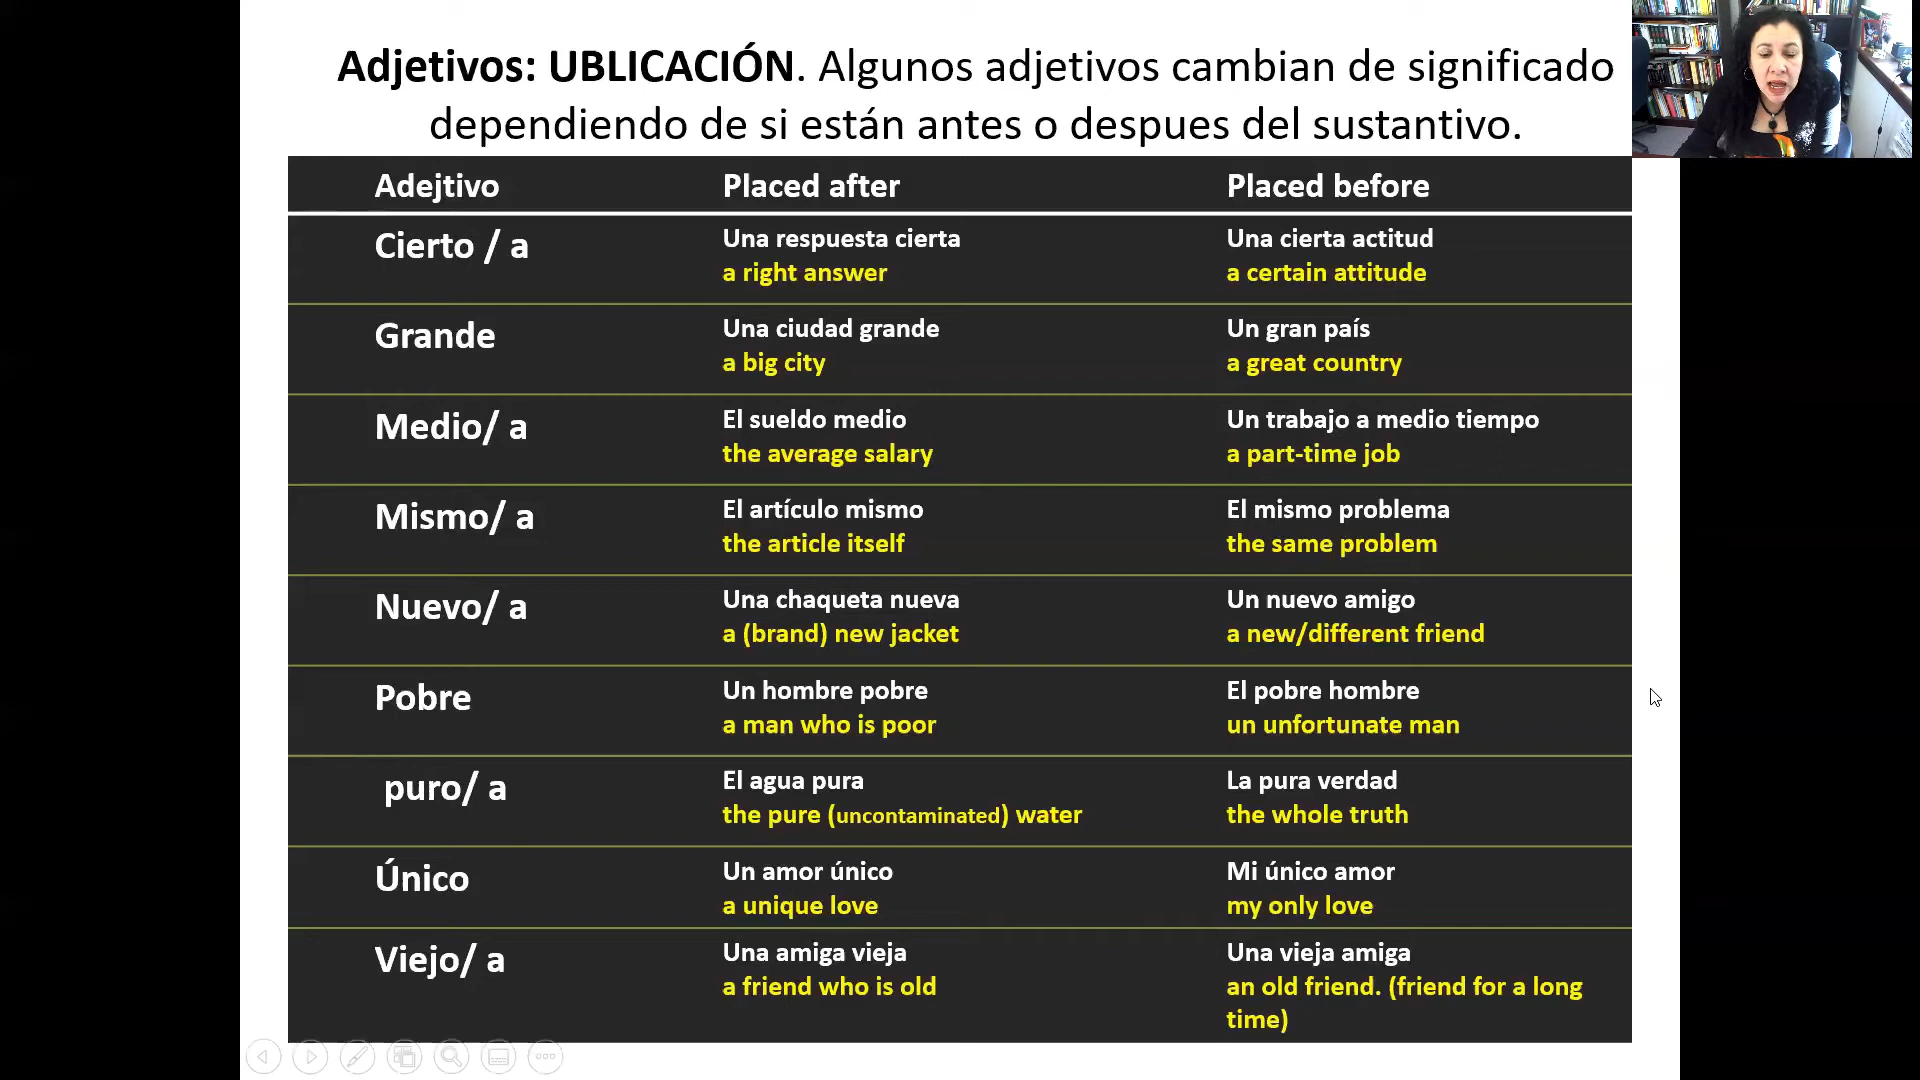 Adjetivos: UBLICACIÓN. Algunos adjetivos cambian de significado
dependiendo de si están antes o despues del sustantivo.
Adejtivo Placed after Placed before
Cierto / a
Una respuesta cierta
a right answer
Una cierta actitud
a certain attitude
Grande
Una ciudad grande
a big city
Un gran país
a great country
Medio/ a
El sueldo medio
the average salary
Un trabajo a medio tiempo
a part-time job
Mismo/ a
El artículo mismo
the article itself
El mismo problema
the same problem
Nuevo/ a
Una chaqueta nueva
a (brand) new jacket
Un nuevo amigo
a new/different friend
Pobre
Un hombre pobre
a man who is poor
El pobre hombre
un unfortunate man
puro/ a
El agua pura
the pure (uncontaminated) water
La pura verdad
the whole truth
Único
Un amor único
a unique love
Mi único amor
my only love
Viejo/ a
Una amiga vieja
a friend who is old
Una vieja amiga
an old friend. (friend for a long
time)